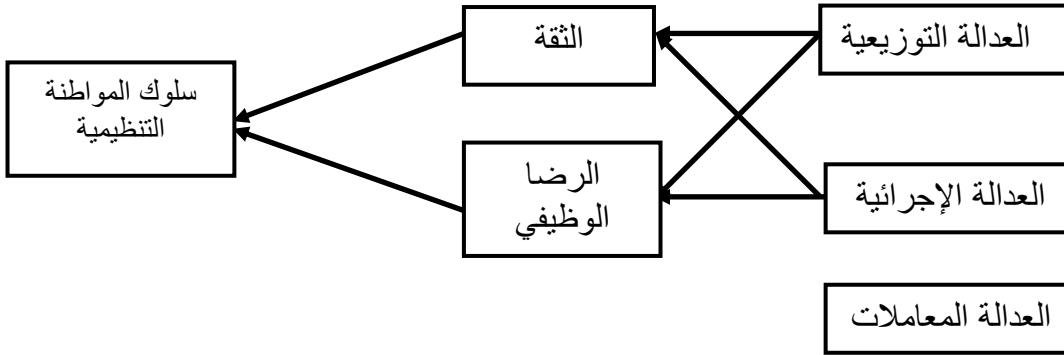 العدالة التوزيعية
الثقة
سلوك المواطنة
التنظيمية
العدالة الإجرائية
الرضا
الوظيفي
العدالة المعاملات